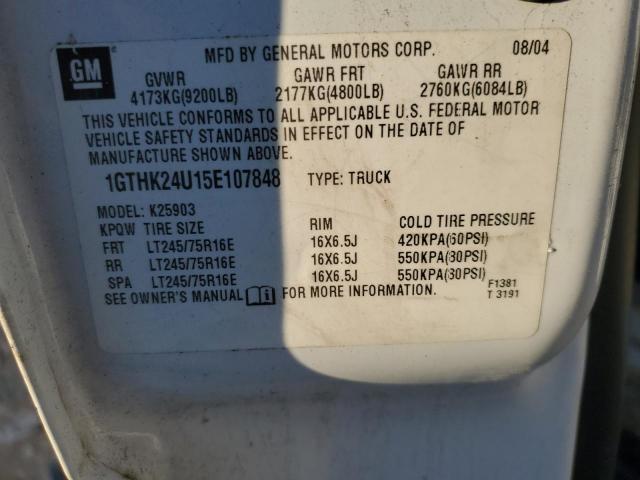 GM
MFD BY GENERAL MOTORS CORP. 08/04
GVWR GAWR FRT GAWR RR
4173KG(9200LB) 2177KG(4800LB) 2760KG(6084LB)
THIS VEHICLE CONFORMS TO ALL APPLICABLE U.S. FEDERAL MOTOR
VEHICLE SAFETY STANDARDS IN EFFECT ON THE DATE OF
MANUFACTURE SHOWN ABOVE.
1GTHK24U15E107848 TYPE: TRUCK
MODEL: K25903
KPQW TIRE SIZE RIM COLD TIRE PRESSURE
FRT LT245/75R16E 16X6.5J 420KPA(60PSI)
RR LT245/75R16E 16X6.5J 550KPA(80PSI)
SPA LT245/75R16E 16X6.5J 550KPA(80PSI)
SEE OWNER'S MANUAL FOR MORE INFORMATION.
F1381
T 3191